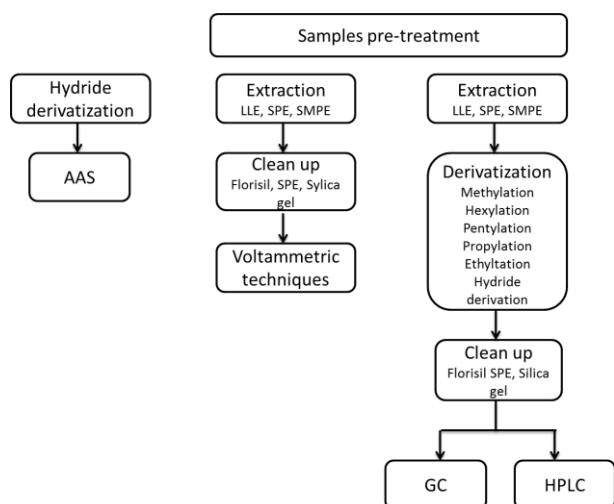 Samples pre-treatment
Hydride
derivatization
AAS
Extraction
LLE, SPE, SMPE
Clean up
Florisil, SPE, Sylica
gel
Voltammetric
techniques
Extraction
LLE, SPE, SMPE
Derivatization
Methylation
Hexylation
Pentylation
Propylation
Ethyltation
Hydride
derivation
Clean up
Florisil SPE, Silica
gel
GC
HPLC